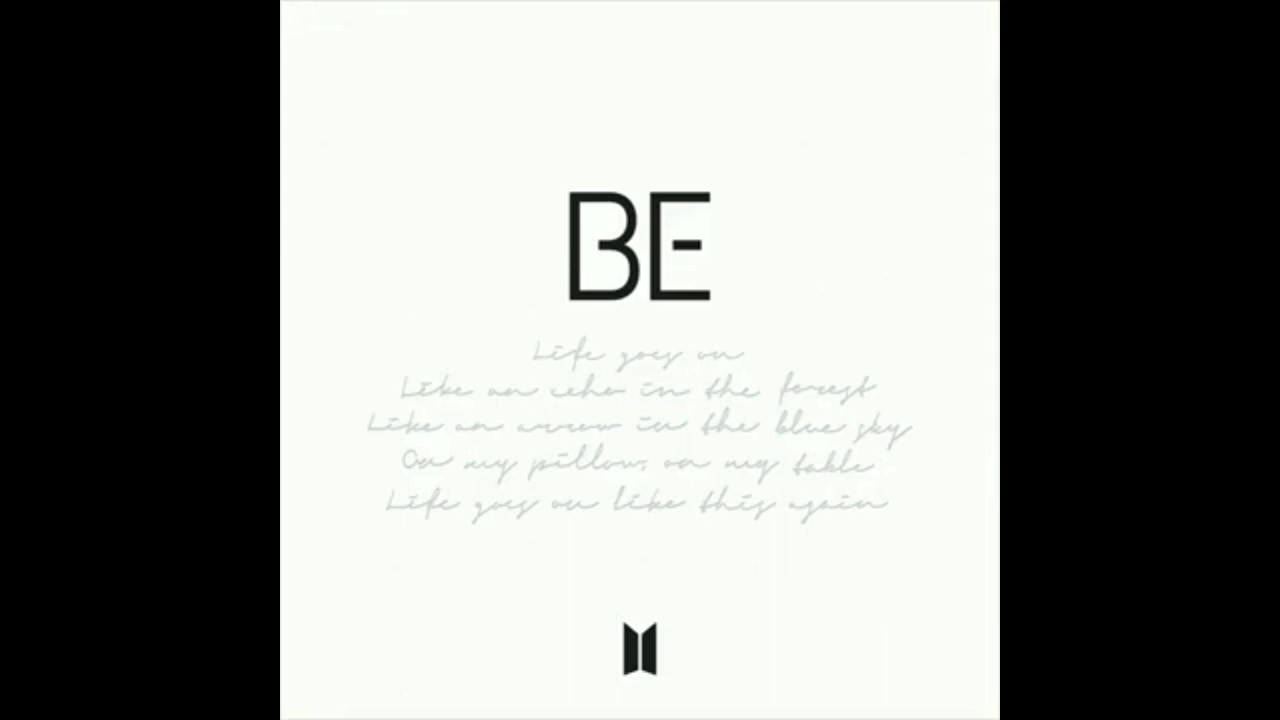 BE
Life goes on
Like an echo in the forest
Like an arrow in the blue sky
On my pillow, on my table
Life goes on like this again